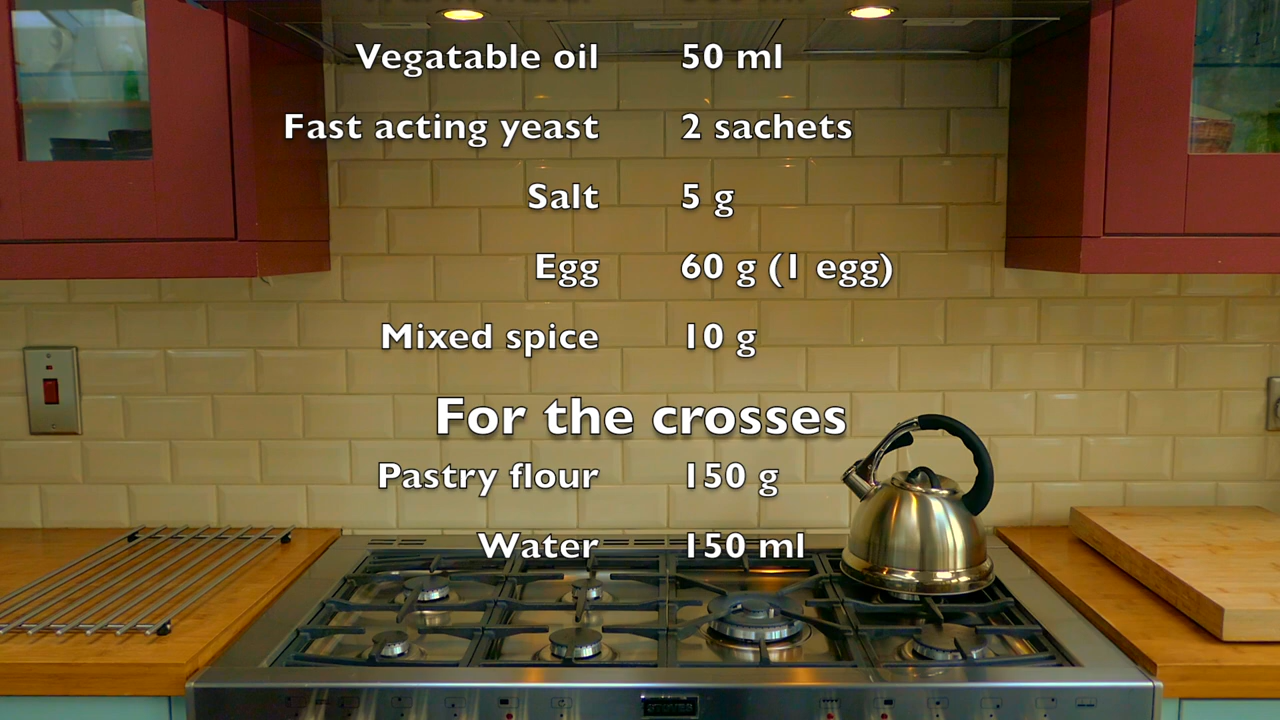 Vegatable oil 50 ml
Fast acting yeast 2 sachets
Salt 5 g
Egg 60 g (1 egg)
Mixed spice 10 g
For the crosses
Pastry flour 150 g
Water 150 ml